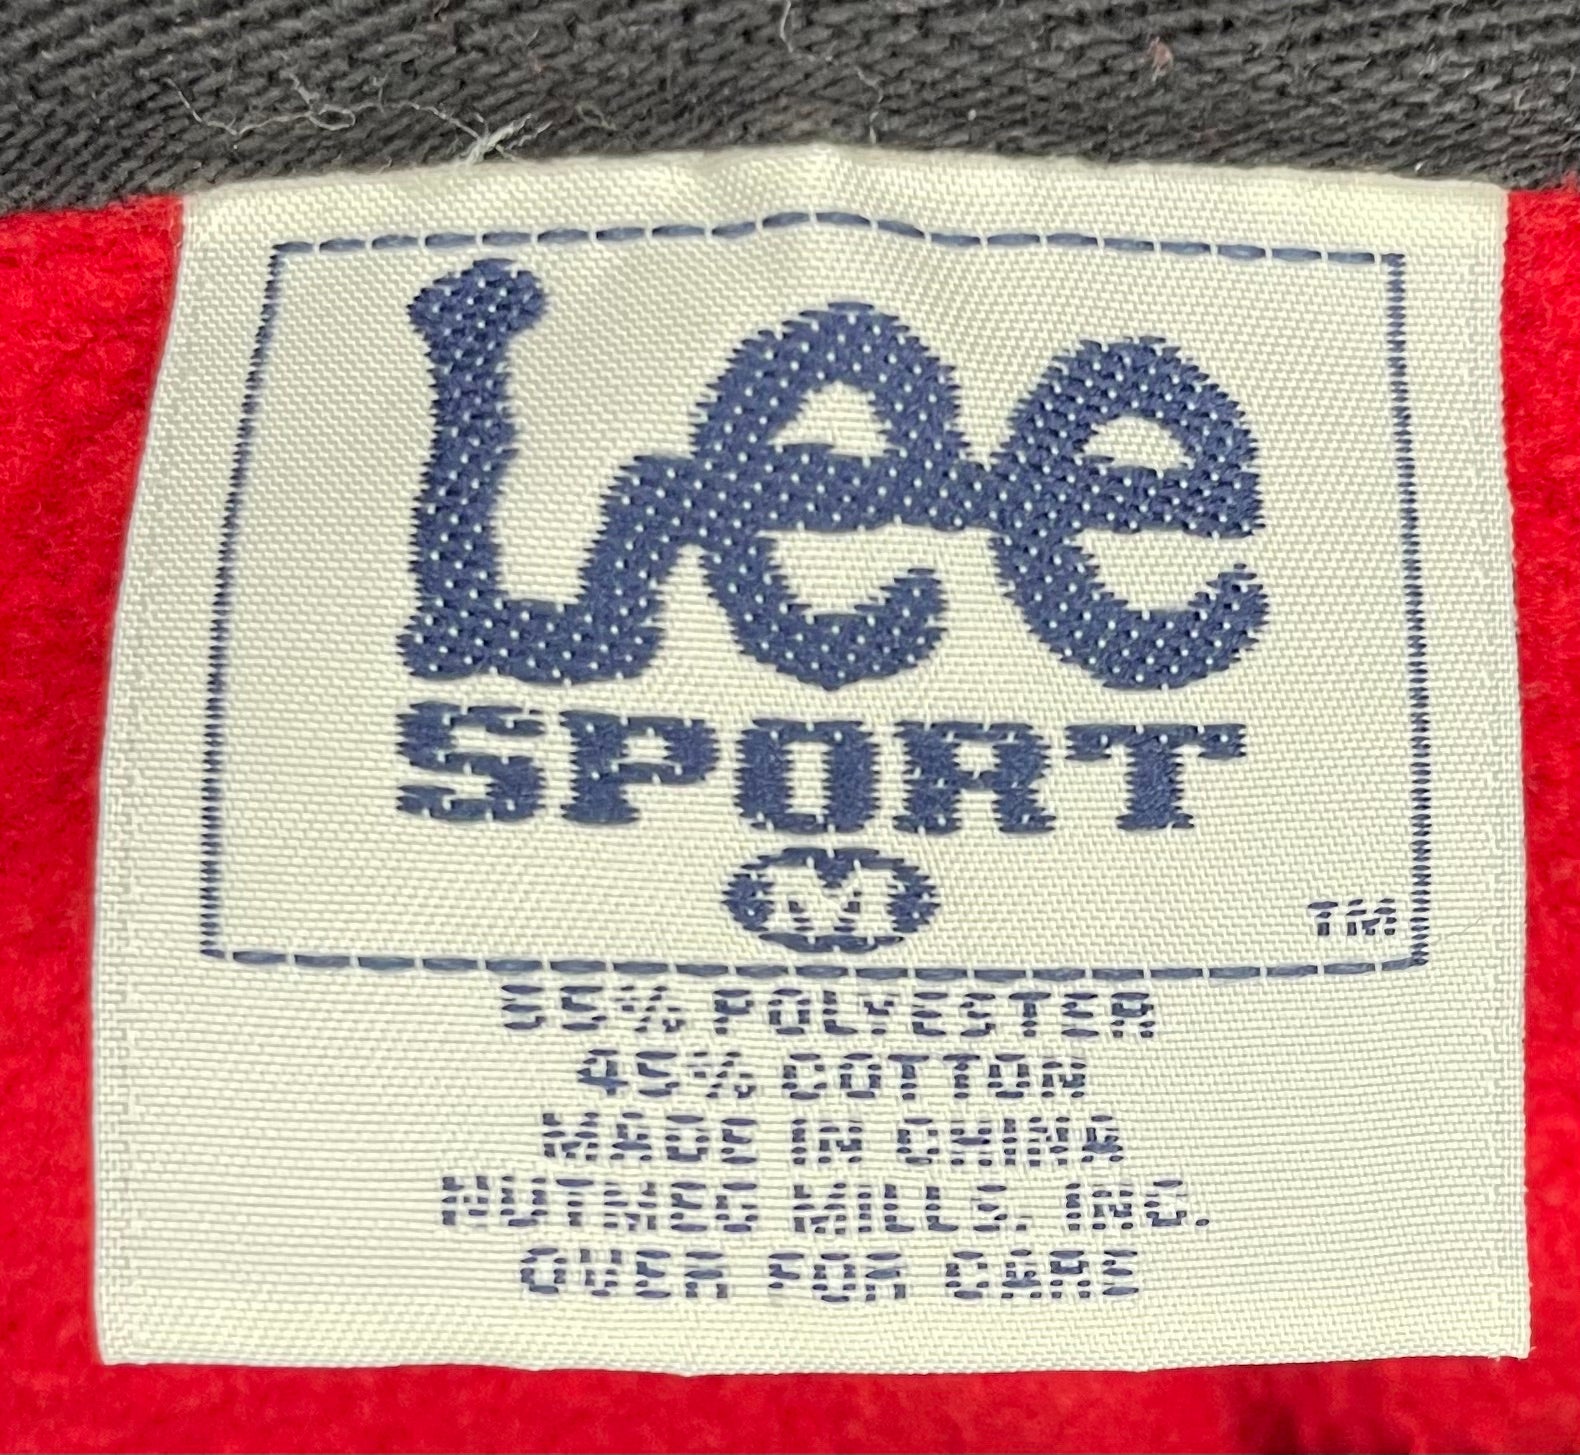 Lee
SPORT
M
TM
55% POLYESTER
45% COTTON
MADE IN CHINA
NUTMEG MILLS, INC.
OVER FOR CARE